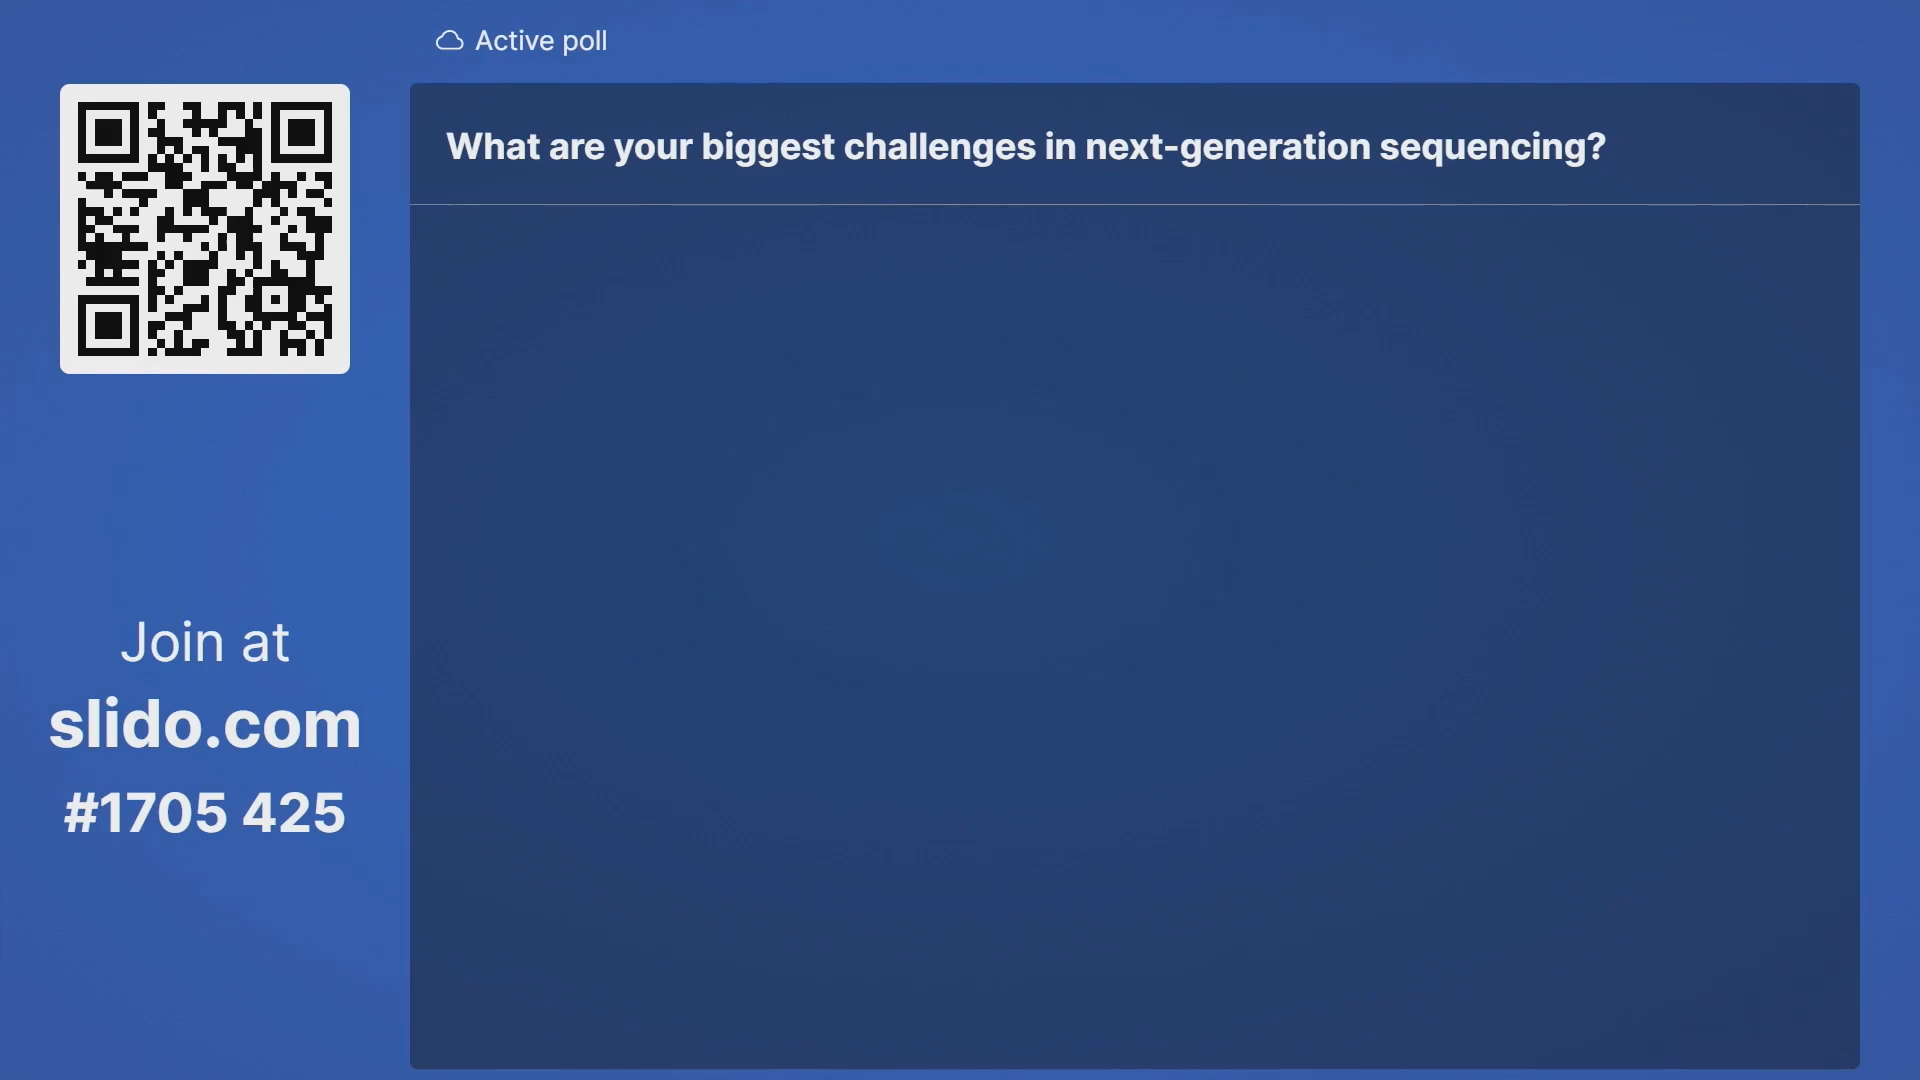 Active poll
What are your biggest challenges in next-generation sequencing?
Join at
slido.com
#1705 425